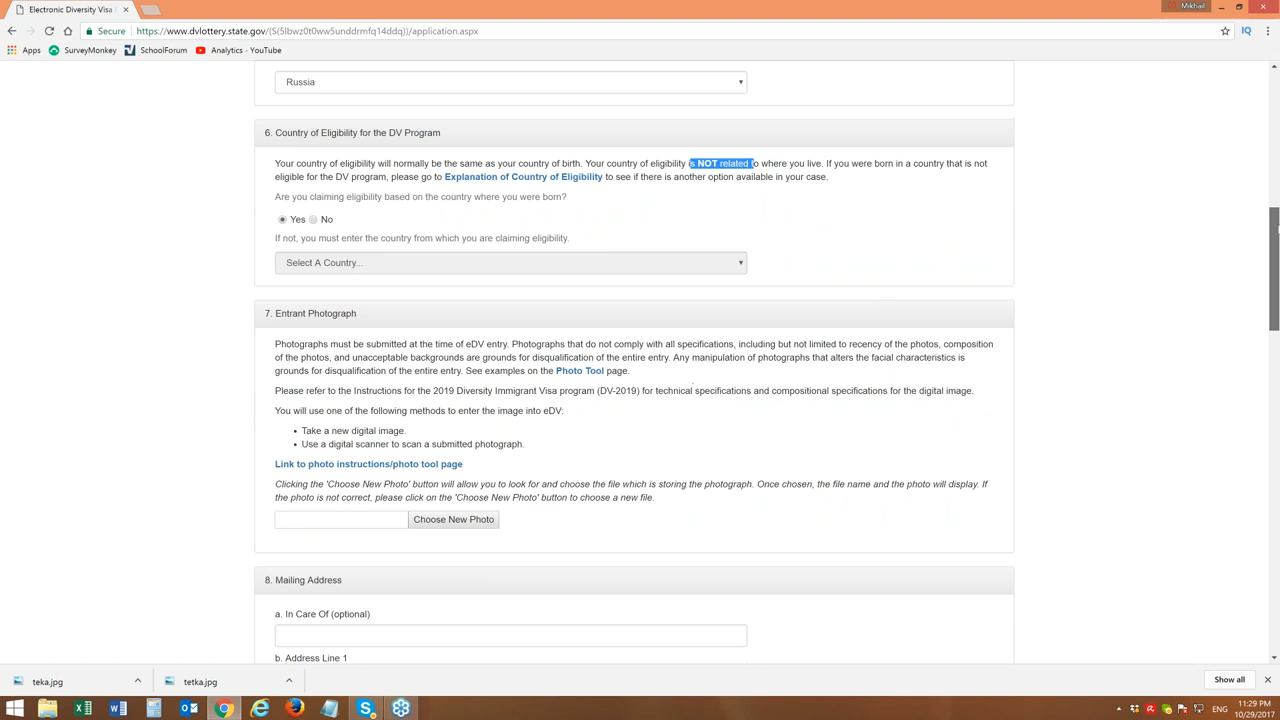 Electronic Diversity Visa
Mikhail
Secure
https://www.dvlottery.state.gov/(S(5lbwz0t0ww5unddrmfq14ddq))/application.aspx
IQ
Apps
SurveyMonkey
SchoolForum
Analytics - YouTube
Russia
6. Country of Eligibility for the DV Program
Your country of eligibility will normally be the same as your country of birth. Your country of eligibility is NOT related to where you live. If you were born in a country that is not
eligible for the DV program, please go to Explanation of Country of Eligibility to see if there is another option available in your case.
Are you claiming eligibility based on the country where you were born?
Yes No
If not, you must enter the country from which you are claiming eligibility.
Select A Country...
7. Entrant Photograph
Photographs must be submitted at the time of eDV entry. Photographs that do not comply with all specifications, including but not limited to recency of the photos, composition
of the photos, and unacceptable backgrounds are grounds for disqualification of the entire entry. Any manipulation of photographs that alters the facial characteristics is
grounds for disqualification of the entire entry. See examples on the Photo Tool page.
Please refer to the Instructions for the 2019 Diversity Immigrant Visa program (DV-2019) for technical specifications and compositional specifications for the digital image.
You will use one of the following methods to enter the image into eDV:
• Take a new digital image.
• Use a digital scanner to scan a submitted photograph.
Link to photo instructions/photo tool page
Clicking the 'Choose New Photo' button will allow you to look for and choose the file which is storing the photograph. Once chosen, the file name and the photo will display. If
the photo is not correct, please click on the 'Choose New Photo' button to choose a new file.
Choose New Photo
8. Mailing Address
a. In Care Of (optional)
b. Address Line 1
teka.jpg
tetka.jpg
Show all
ENG
11:29 PM
10/29/2017